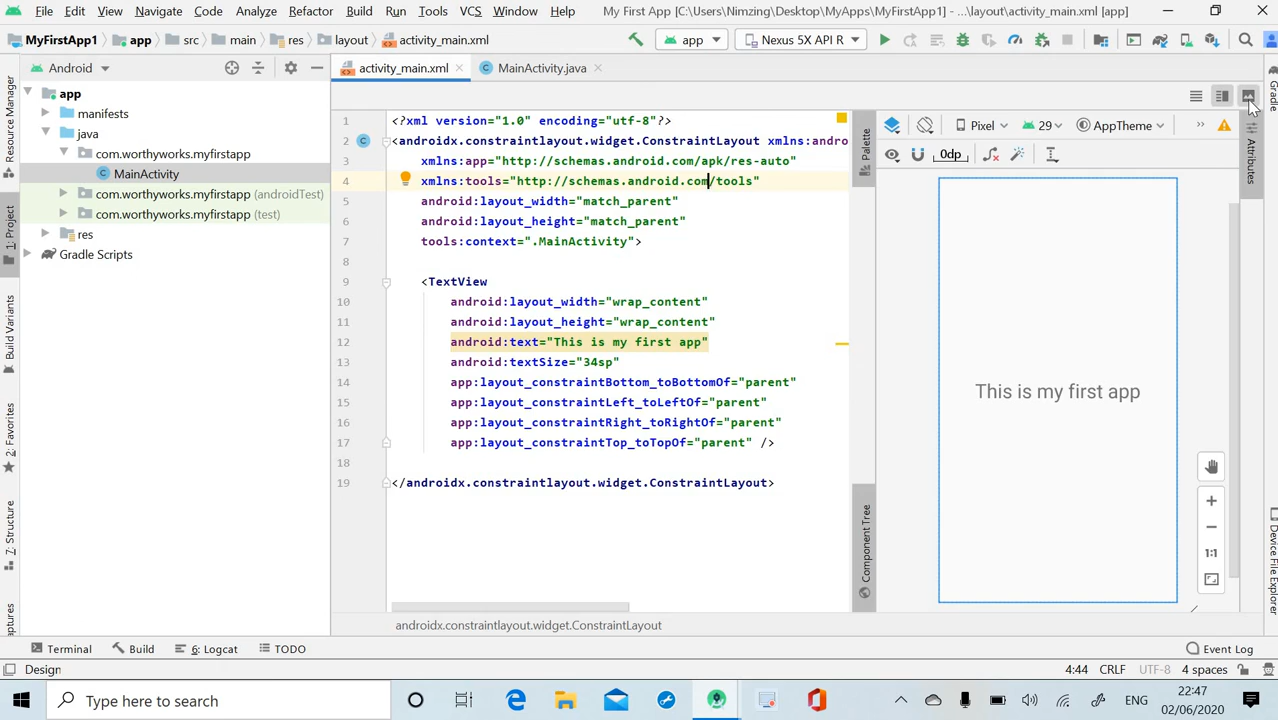 File Edit View Navigate Code Analyze Refactor Build Run Tools VCS Window Help My First App [C:\Users\Nimzing\Desktop\MyApps\MyFirstApp1] - ...\layout\activity_main.xml [app]
MyFirstApp1 app src main res layout activity_main.xml app Nexus 5X API R
Android activity_main.xml MainActivity.java
app
manifests
java
com.worthyworks.myfirstapp
MainActivity
com.worthyworks.myfirstapp (androidTest)
com.worthyworks.myfirstapp (test)
res
Gradle Scripts
Resource Manager
1: Project
Build Variants
2: Favorites
7: Structure
aptures
1 <?xml version="1.0" encoding="utf-8"?>
2 <androidx.constraintlayout.widget.ConstraintLayout xmlns:andro
3 xmlns:app="http://schemas.android.com/apk/res-auto"
4 xmlns:tools="http://schemas.android.com/tools"
5 android:layout_width="match_parent"
6 android:layout_height="match_parent"
7 tools:context=".MainActivity">
8
9 <TextView
10 android:layout_width="wrap_content"
11 android:layout_height="wrap_content"
12 android:text="This is my first app"
13 android:textSize="34sp"
14 app:layout_constraintBottom_toBottomOf="parent"
15 app:layout_constraintLeft_toLeftOf="parent"
16 app:layout_constraintRight_toRightOf="parent"
17 app:layout_constraintTop_toTopOf="parent" />
18
19 </androidx.constraintlayout.widget.ConstraintLayout>
androidx.constraintlayout.widget.ConstraintLayout
Palette
Component Tree
Pixel 29 AppTheme
0dp
This is my first app
1:1
Attributes
Gradle
Device File Explorer
Terminal Build 6: Logcat TODO Event Log
Design 4:44 CRLF UTF-8 4 spaces
Type here to search ENG 22:47
02/06/2020